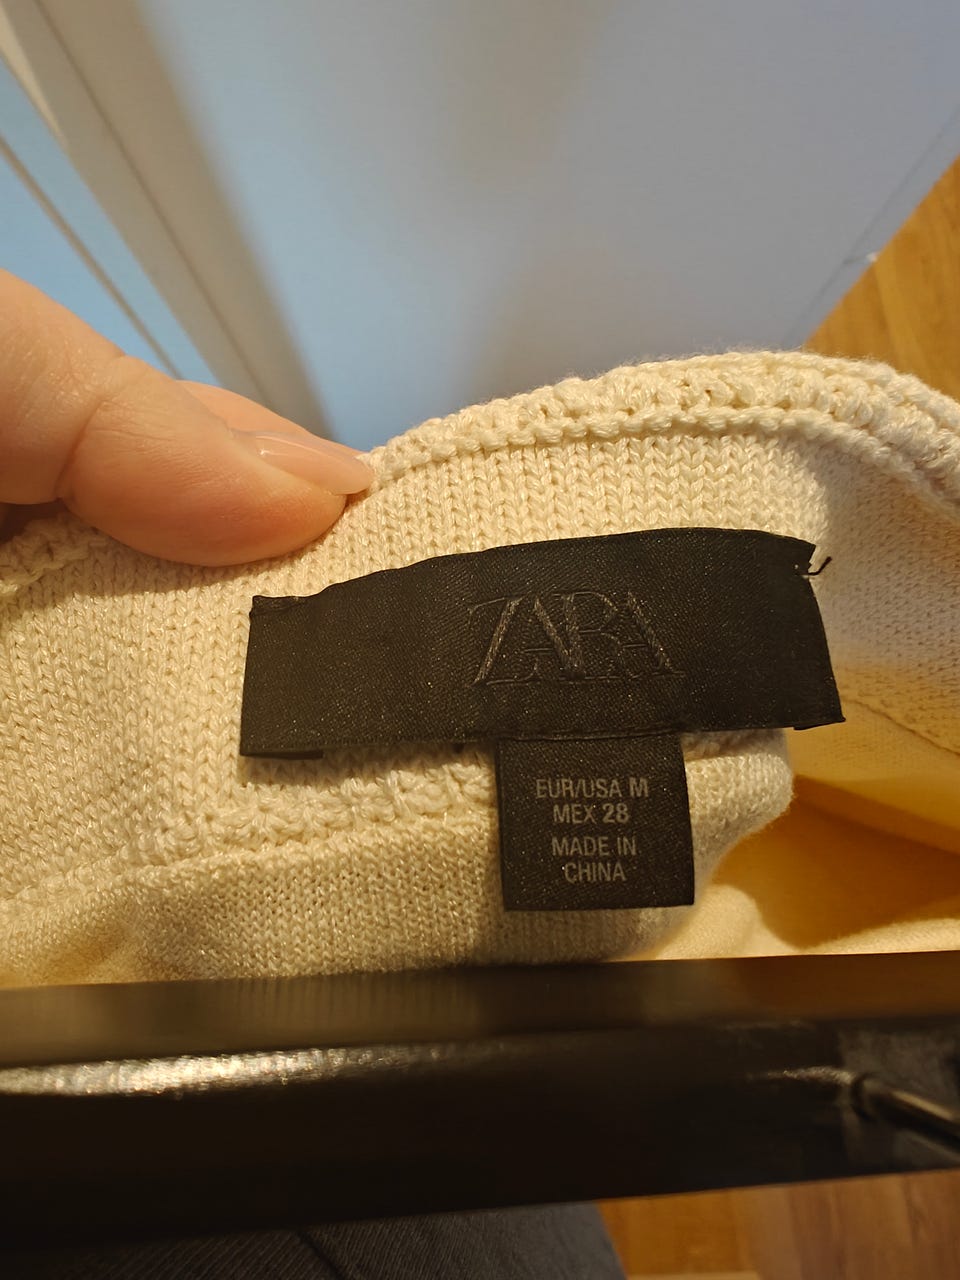 ZARA
EUR/USA M
MEX 28
MADE IN
CHINA